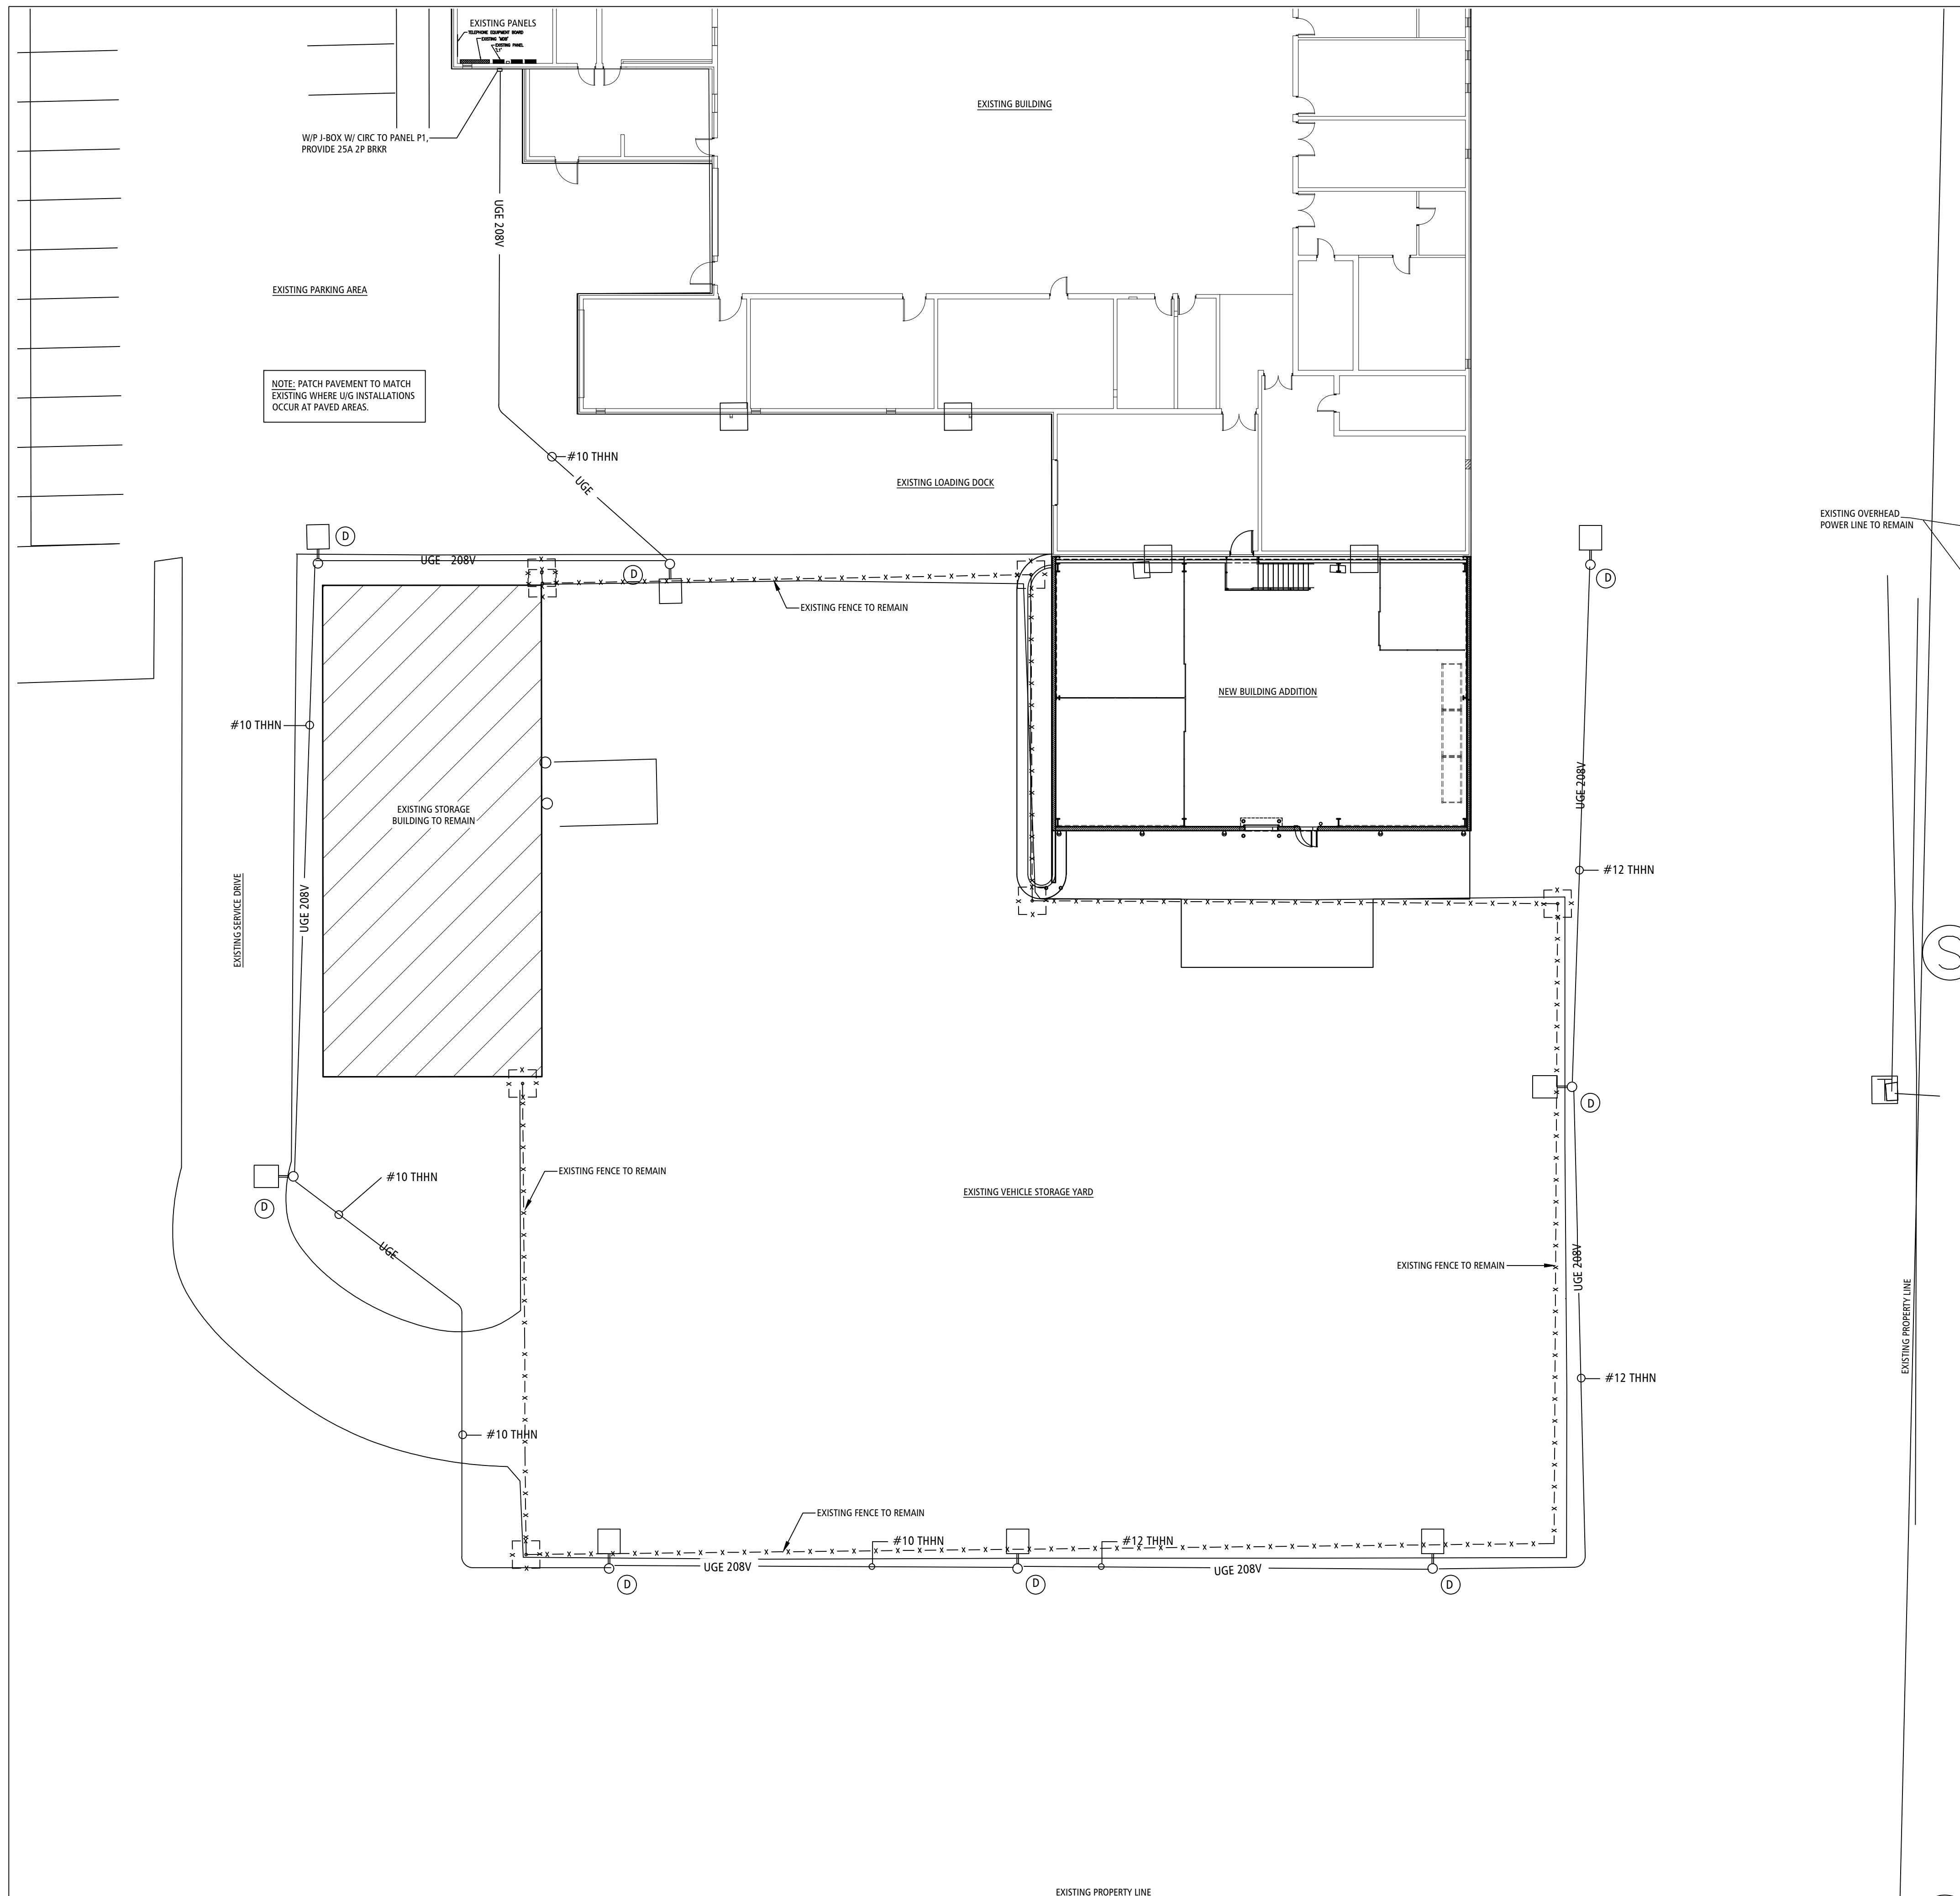 EXISTING PANELS
TELEPHONE EQUIPMENT BOARD
EXISTING "MDB"
EXISTING PANEL
EXISTING BUILDING
W/P J-BOX W/ CIRC TO PANEL P1,
PROVIDE 25A 2P BRKR
UGE 208V
EXISTING PARKING AREA
NOTE: PATCH PAVEMENT TO MATCH
EXISTING WHERE U/G INSTALLATIONS
OCCUR AT PAVED AREAS.
#10 THHN
UGE
EXISTING LOADING DOCK
EXISTING OVERHEAD
POWER LINE TO REMAIN
D
UGE 208V
D
D
EXISTING FENCE TO REMAIN
NEW BUILDING ADDITION
#10 THHN
UGE 208V
EXISTING STORAGE
BUILDING TO REMAIN
#12 THHN
EXISTING SERVICE DRIVE
UGE 208V
S
D
EXISTING FENCE TO REMAIN
#10 THHN
D
EXISTING VEHICLE STORAGE YARD
UGE
EXISTING FENCE TO REMAIN
UGE 208V
EXISTING PROPERTY LINE
#12 THHN
#10 THHN
EXISTING FENCE TO REMAIN
#10 THHN
#12 THHN
UGE 208V
UGE 208V
D
D
D
EXISTING PROPERTY LINE